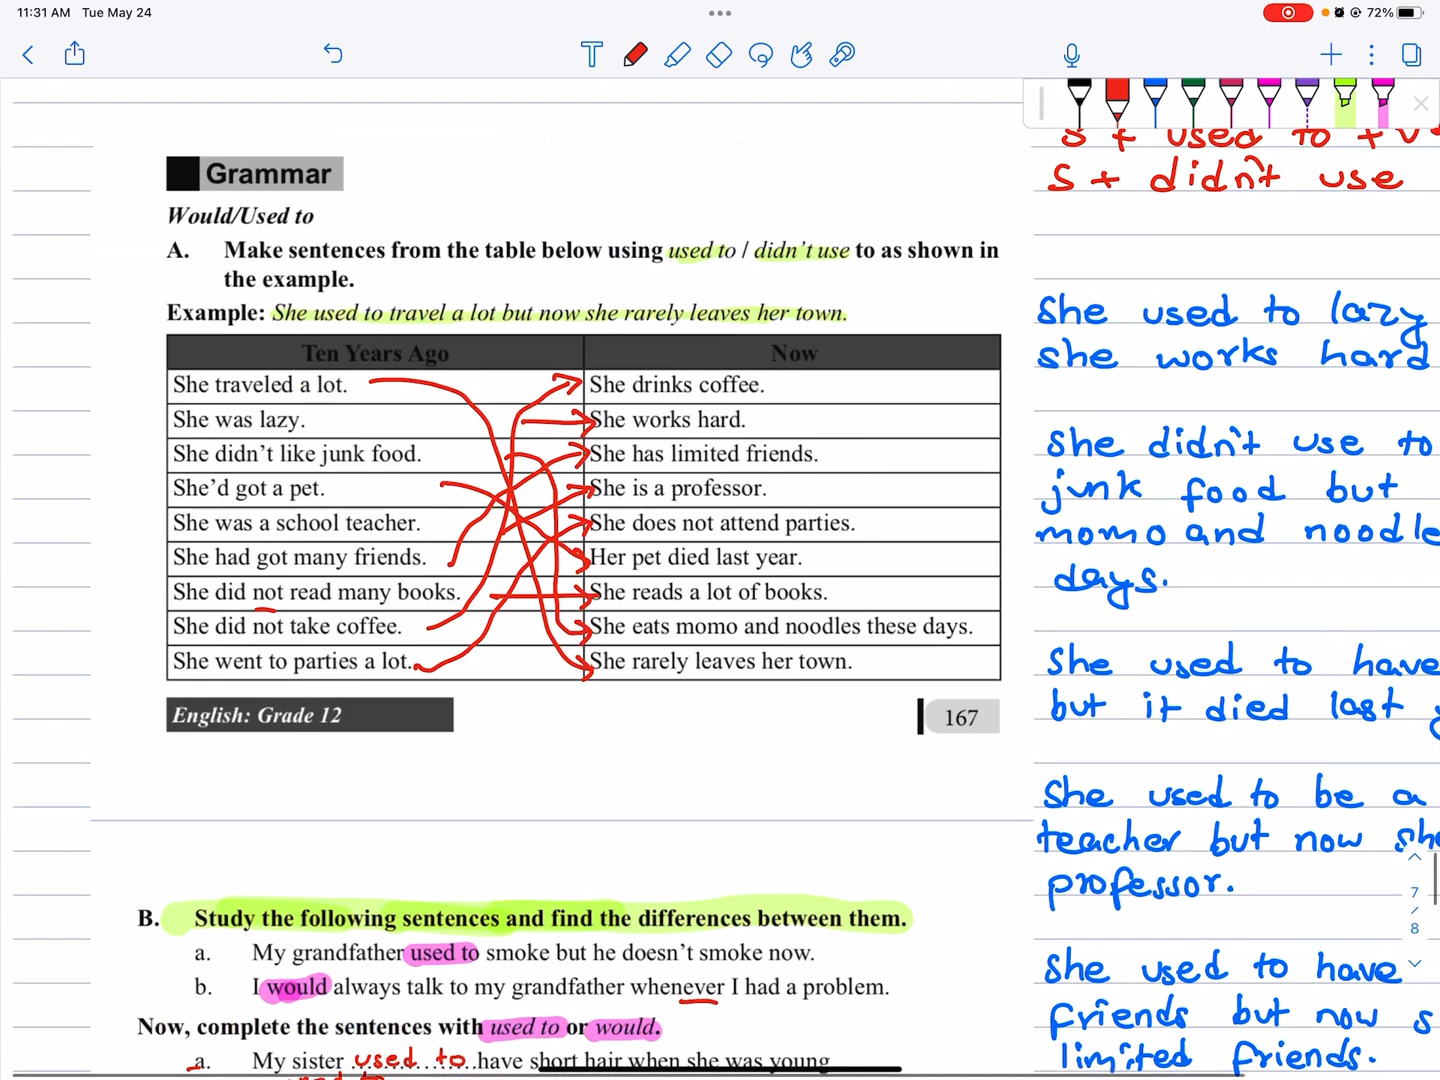 11:31 AM Tue May 24
72%
s + used to + v
s + didn't use
Grammar
Would/Used to
A. Make sentences from the table below using used to / didn't use to as shown in
the example.
Example: She used to travel a lot but now she rarely leaves her town.
Ten Years Ago Now
She traveled a lot. She drinks coffee.
She was lazy. She works hard.
She didn't like junk food. She has limited friends.
She'd got a pet. She is a professor.
She was a school teacher. She does not attend parties.
She had got many friends. Her pet died last year.
She did not read many books. She reads a lot of books.
She did not take coffee. She eats momo and noodles these days.
She went to parties a lot. She rarely leaves her town.
English: Grade 12
167
B. Study the following sentences and find the differences between them.
a. My grandfather used to smoke but he doesn't smoke now.
b. I would always talk to my grandfather whenever I had a problem.
Now, complete the sentences with used to or would.
a. My sister used to have short hair when she was young
She used to lazy
she works hard
She didn't use to
junk food but
momo and noodle
days.
She used to have
but it died last
She used to be a
teacher but now she
professor.
She used to have
friends but now s
limited friends.
7
/
8